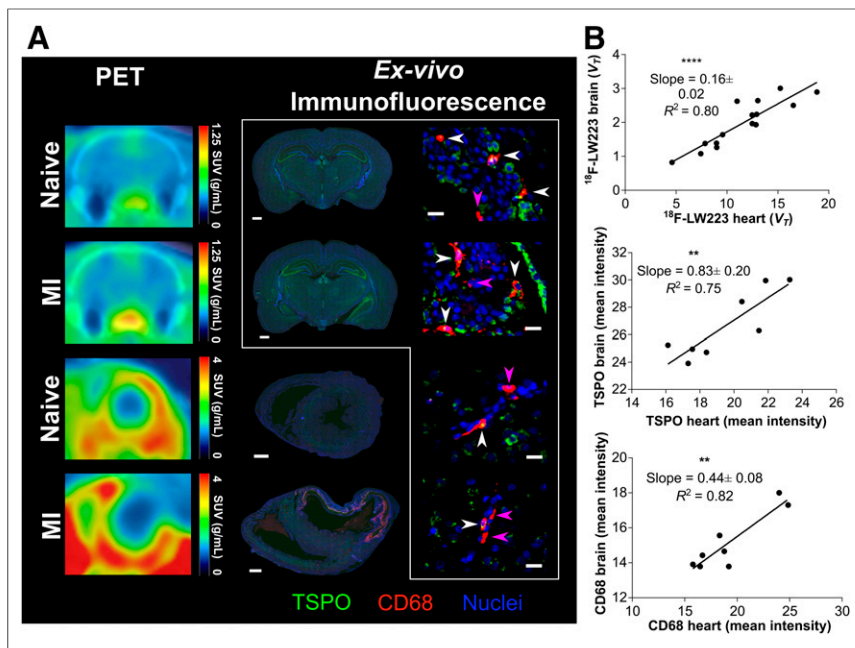 A
PET
Ex-vivo
Immunofluorescence
Naive
1.25
SUV (g/mL)
0
MI
1.25
SUV (g/mL)
0
Naive
4
SUV (g/mL)
0
MI
4
SUV (g/mL)
0
TSPO CD68 Nuclei
B
****
Slope = 0.16±
0.02
R² = 0.80
¹⁸F-LW223 brain (V_T)
4
3
2
1
0
0 5 10 15 20
¹⁸F-LW223 heart (V_T)
**
Slope = 0.83± 0.20
R² = 0.75
TSPO brain (mean intensity)
32
30
28
26
24
22
14 16 18 20 22 24
TSPO heart (mean intensity)
**
Slope = 0.44± 0.08
R² = 0.82
CD68 brain (mean intensity)
20
18
16
14
12
10 15 20 25 30
CD68 heart (mean intensity)